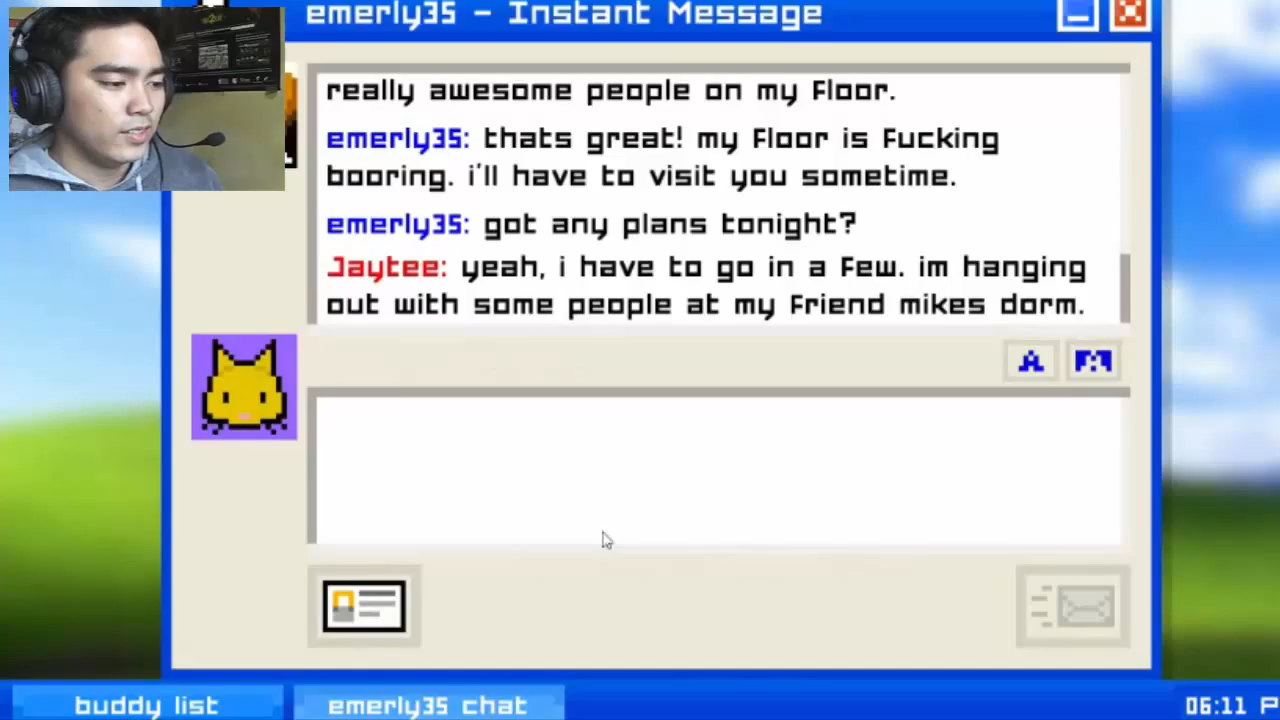 emerly35 - Instant Message
really awesome people on my Floor.
emerly35: thats great! my Floor is Fucking
booring. i'll have to visit you sometime.
emerly35: got any plans tonight?
Jaytee: yeah, i have to go in a Few. im hanging
out with some people at my Friend mikes dorm.
A
buddy list
emerly35 chat
06:11 P